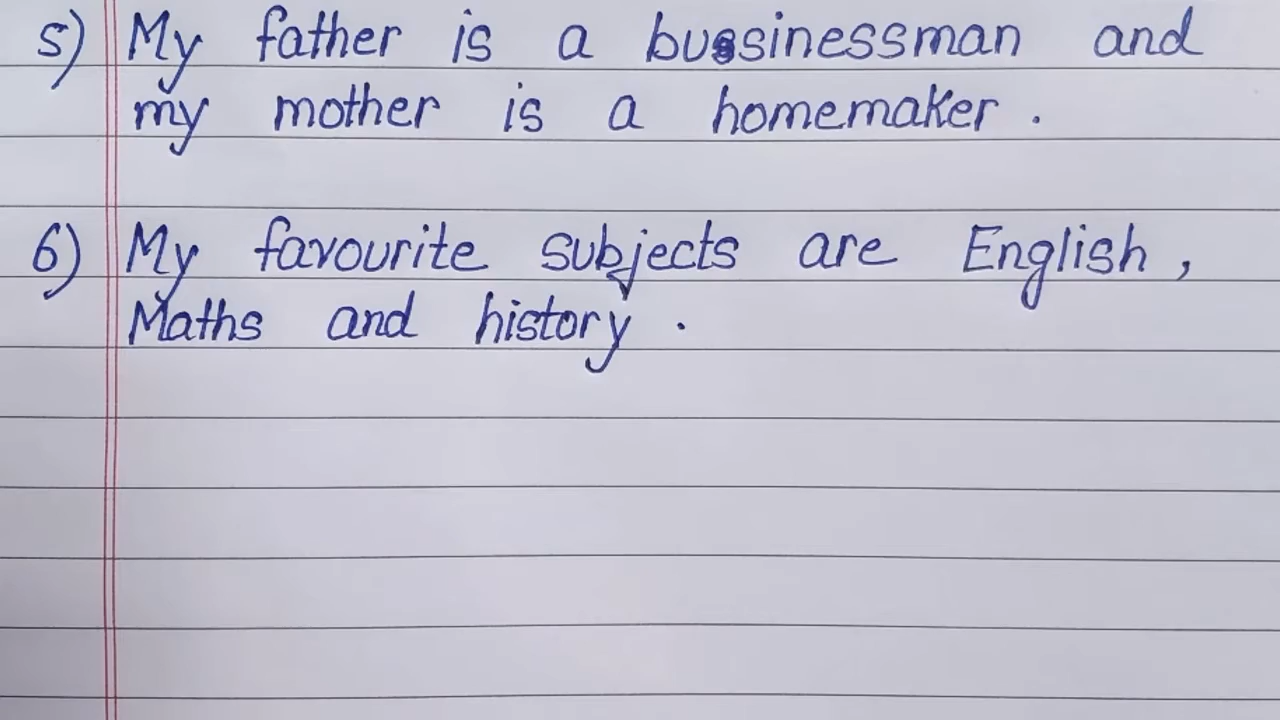 5) My father is a bussinessman and
my mother is a homemaker .
6) My favourite subjects are English ,
Maths and history .